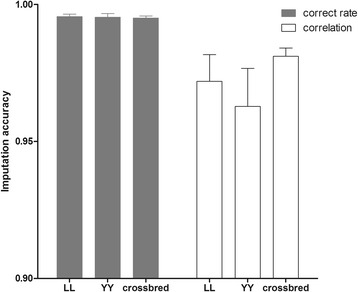 1.00
correct rate
correlation
Imputation accuracy
0.95
0.90
LL YY crossbred LL YY crossbred